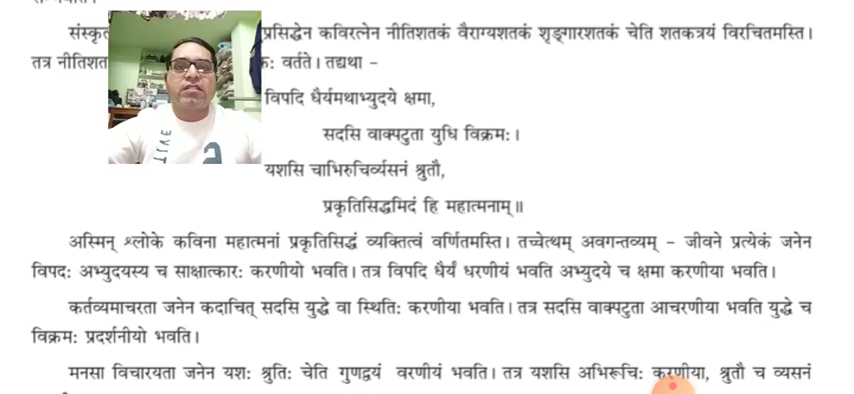 संस्कृत प्रसिद्धेन कविरत्नेन नीतिशतकं वैराग्यशतकं शृङ्गारशतकं चेति शतकत्रयं विरचितमस्ति।
तत्र नीतिशत कः वर्तते। तद्यथा -
विपदि धैर्यमथाभ्युदये क्षमा,
सदसि वाक्पटुता युधि विक्रमः।
यशसि चाभिरुचिर्व्यसनं श्रुतौ,
प्रकृतिसिद्धमिदं हि महात्मनाम्॥
अस्मिन् श्लोके कविना महात्मनां प्रकृतिसिद्धं व्यक्तित्वं वर्णितमस्ति। तच्चेत्थम् अवगन्तव्यम् - जीवने प्रत्येकं जनेन
विपदः अभ्युदयस्य च साक्षात्कारः करणीयो भवति। तत्र विपदि धैर्यं धरणीयं भवति अभ्युदये च क्षमा करणीया भवति।
कर्तव्यमाचरता जनेन कदाचित् सदसि युद्धे वा स्थितिः करणीया भवति। तत्र सदसि वाक्पटुता आचरणीया भवति युद्धे च
विक्रमः प्रदर्शनीयो भवति।
मनसा विचारयता जनेन यशः श्रुतिः चेति गुणद्वयं वरणीयं भवति। तत्र यशसि अभिरूचिः करणीया, श्रुतौ च व्यसनं